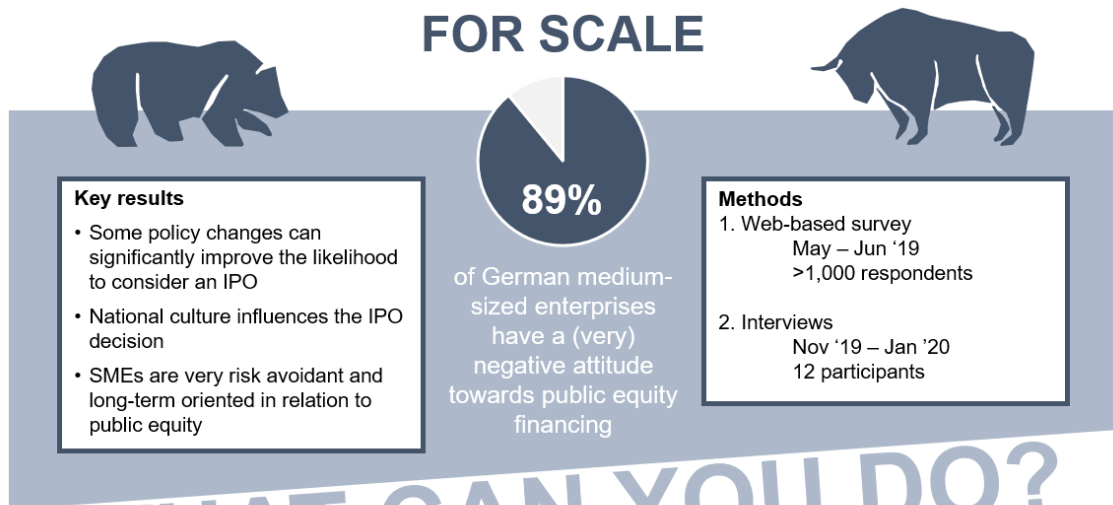 FOR SCALE
89%
of German medium-
sized enterprises
have a (very)
negative attitude
towards public equity
financing
Key results
• Some policy changes can
significantly improve the likelihood
to consider an IPO
• National culture influences the IPO
decision
• SMEs are very risk avoidant and
long-term oriented in relation to
public equity
Methods
1. Web-based survey
May – Jun ‘19
>1,000 respondents
2. Interviews
Nov ‘19 – Jan ’20
12 participants
CAN YOU DO?